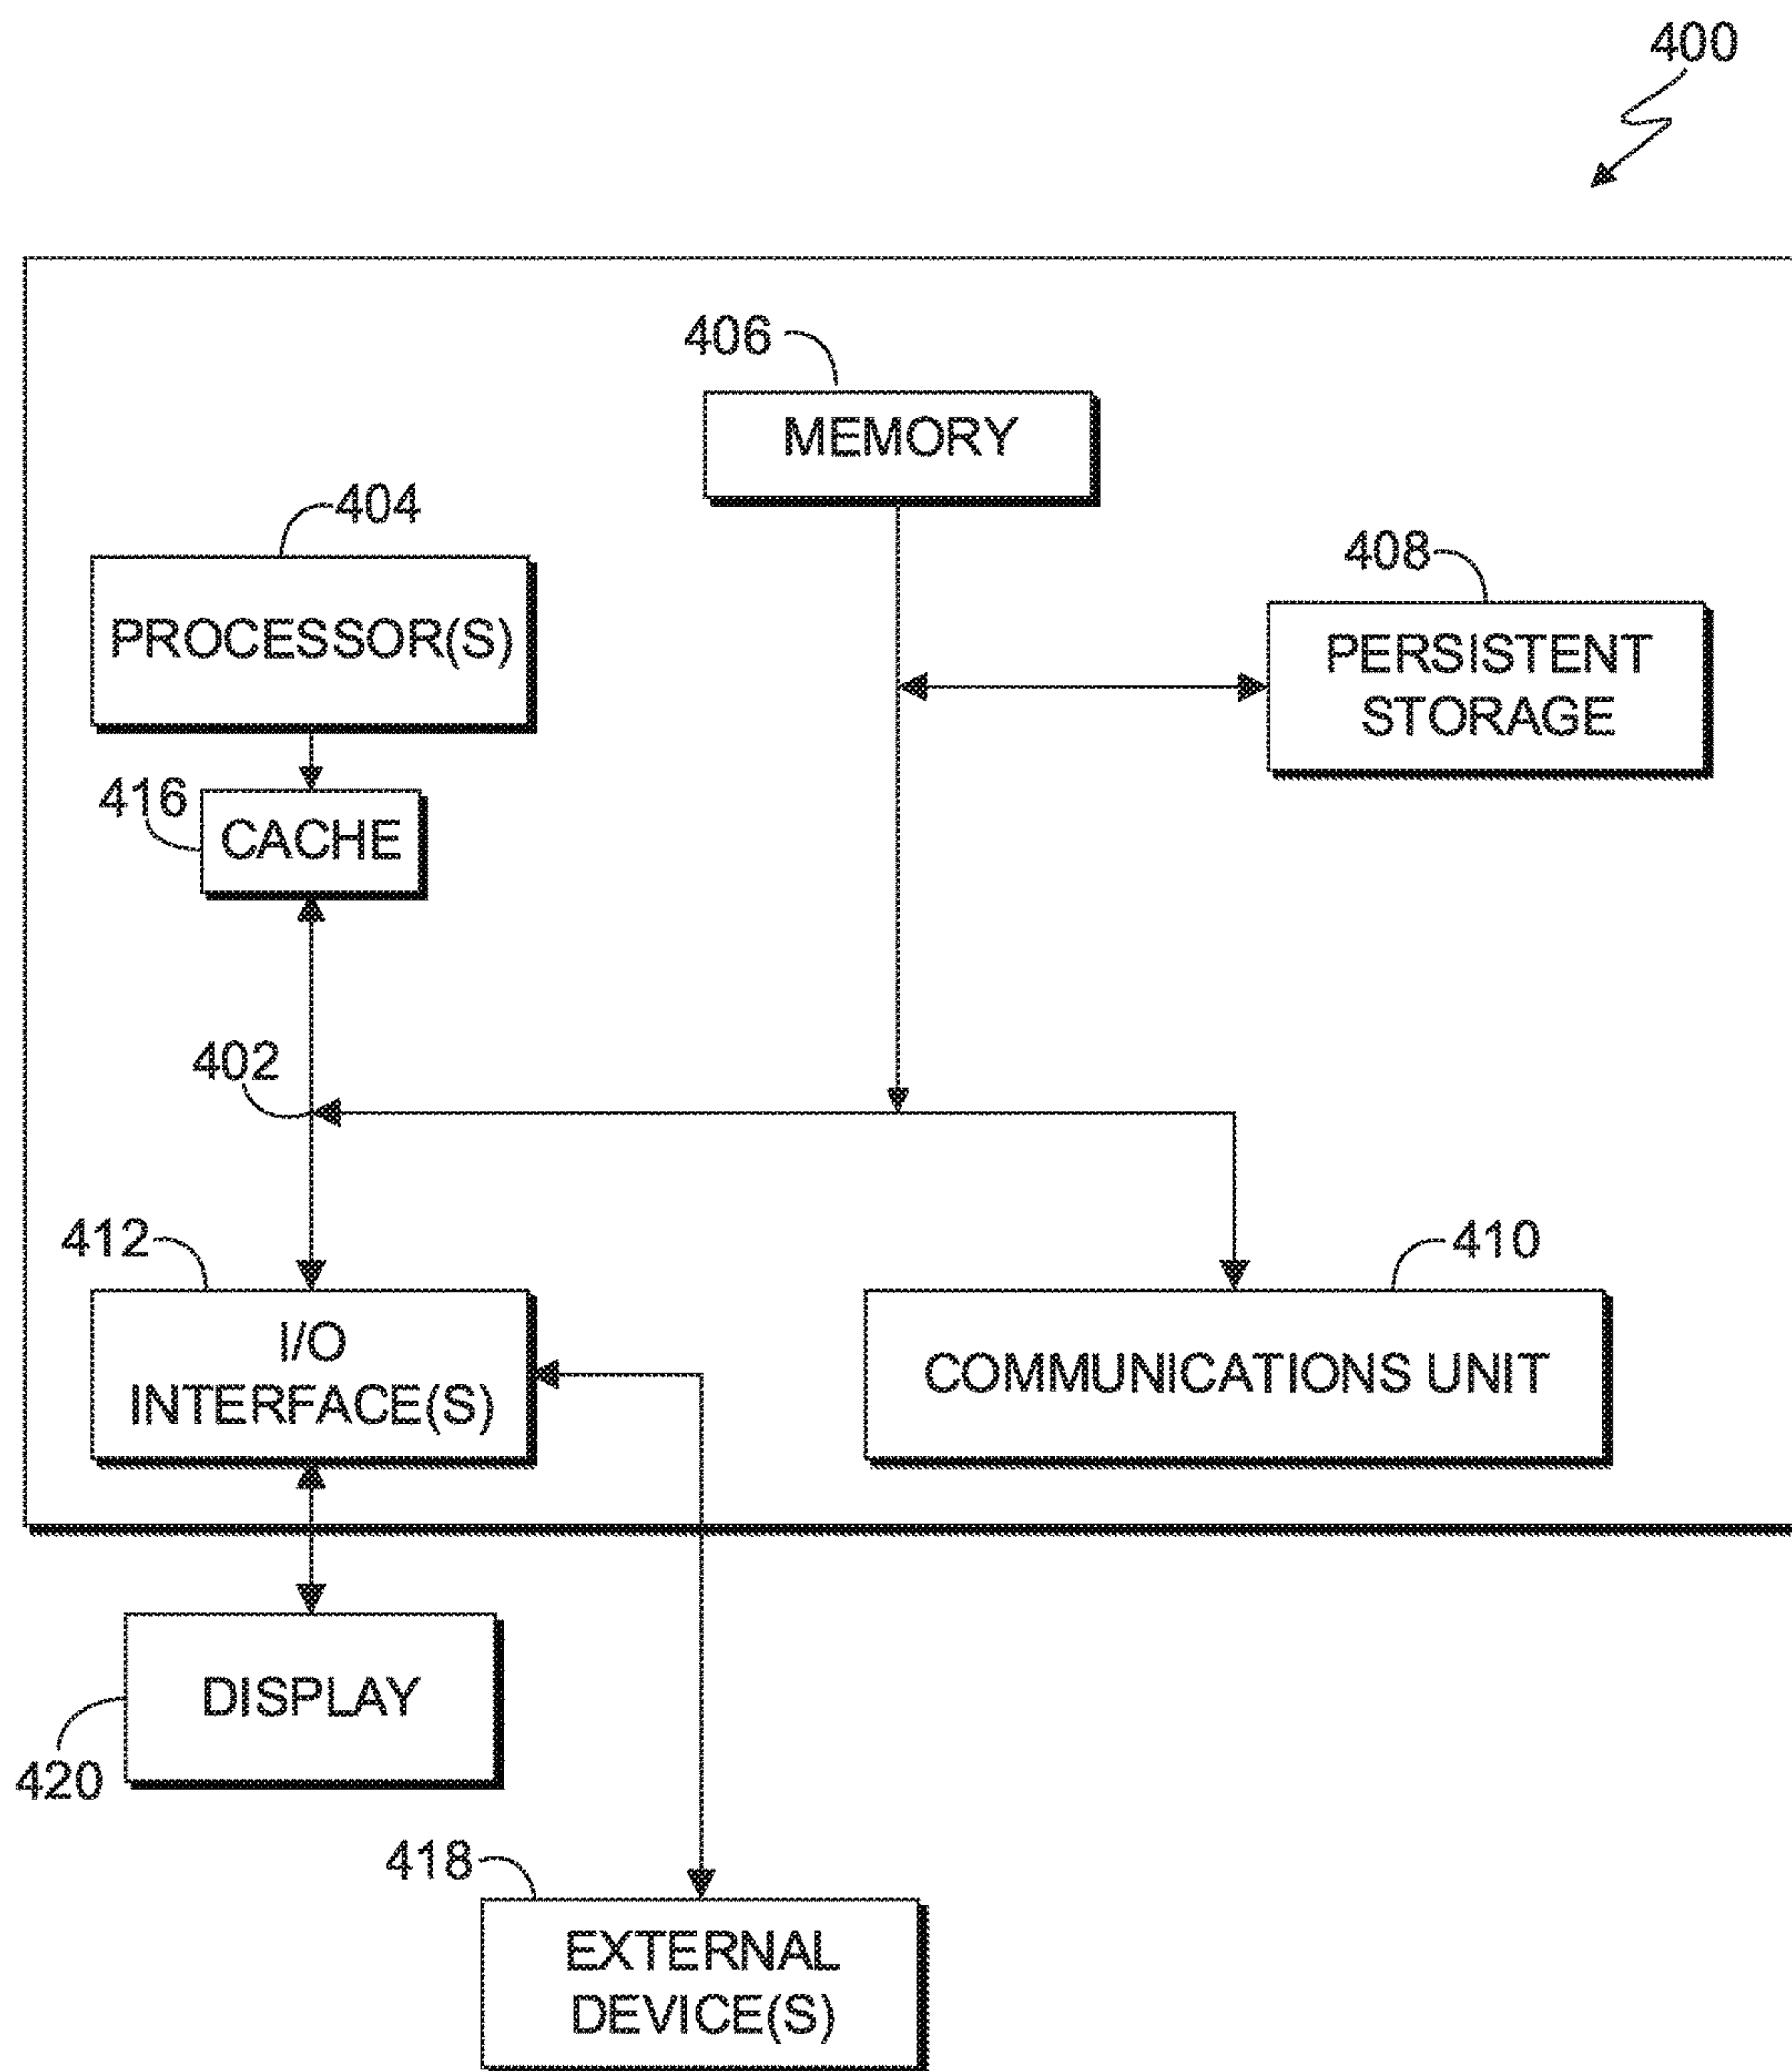 400
406
MEMORY
404
408
PROCESSOR(S)
PERSISTENT
STORAGE
416
CACHE
402
412
410
I/O
INTERFACE(S)
COMMUNICATIONS UNIT
DISPLAY
420
418
EXTERNAL
DEVICE(S)